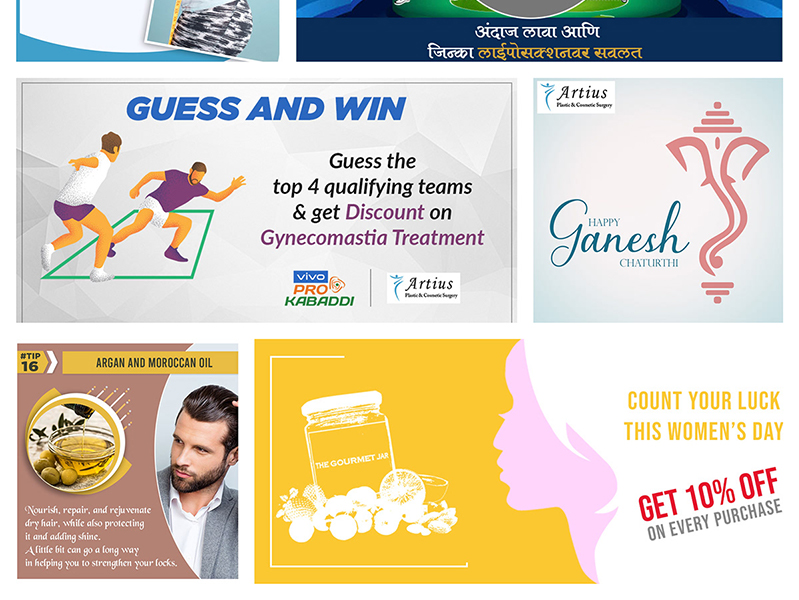 अंदाज लावा आणि
जिन्का लाईपोसक्शनवर सवलत
GUESS AND WIN
Guess the
top 4 qualifying teams
& get Discount on
Gynecomastia Treatment
vivo
PRO
KABADDI
Artius
Plastic & Cosmetic Surgery
Artius
Plastic & Cosmetic Surgery
HAPPY
Ganesh
CHATURTHI
#TIP
16
ARGAN AND MOROCCAN OIL
Nourish, repair, and rejuvenate
dry hair, while also protecting
it and adding shine.
A little bit can go a long way
in helping you to strengthen your locks.
THE GOURMET JAR
COUNT YOUR LUCK
THIS WOMEN'S DAY
GET 10% OFF
ON EVERY PURCHASE